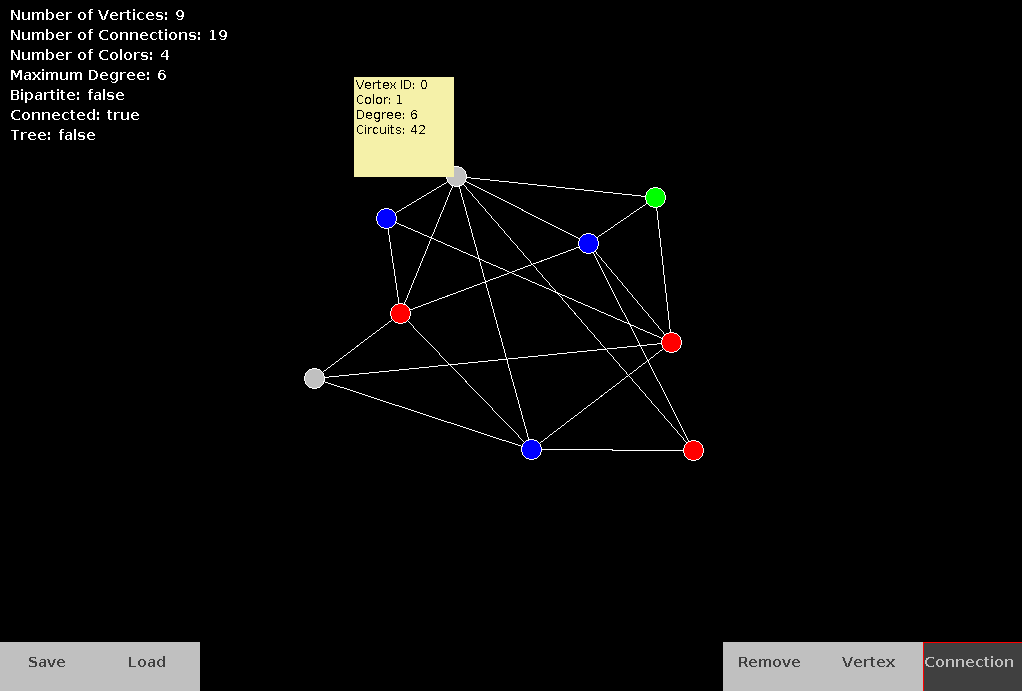 Number of Vertices: 9
Number of Connections: 19
Number of Colors: 4
Maximum Degree: 6
Bipartite: false
Connected: true
Tree: false
Vertex ID: 0
Color: 1
Degree: 6
Circuits: 42
Save Load Remove Vertex Connection